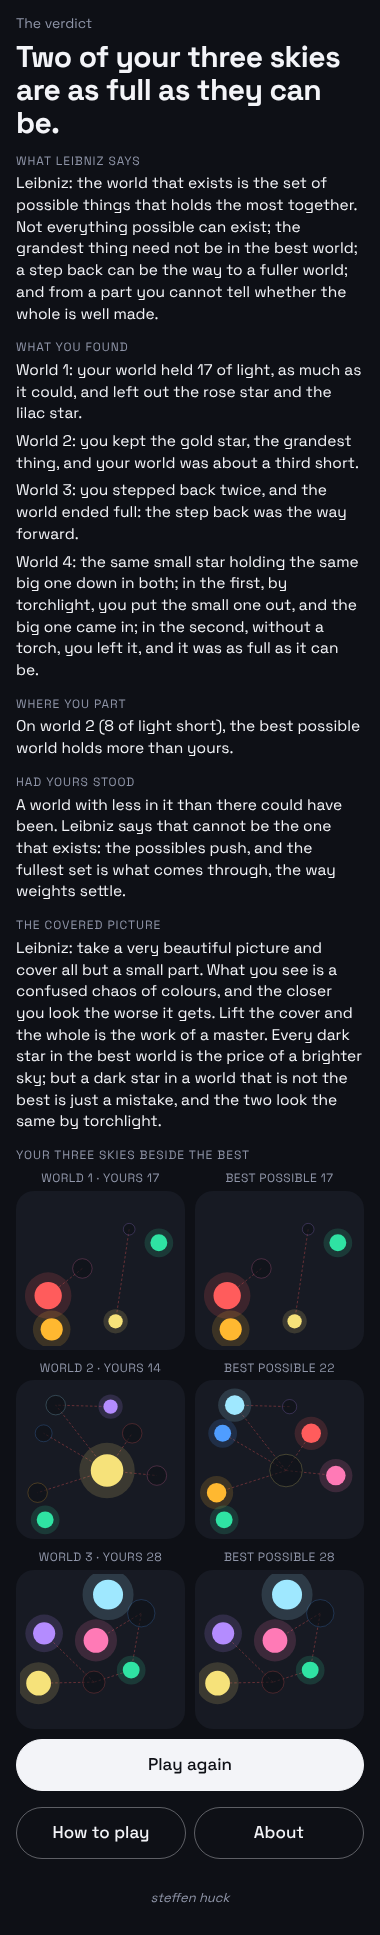 The verdict
Two of your three skies
are as full as they can
be.
WHAT LEIBNIZ SAYS
Leibniz: the world that exists is the set of
possible things that holds the most together.
Not everything possible can exist; the
grandest thing need not be in the best world;
a step back can be the way to a fuller world;
and from a part you cannot tell whether the
whole is well made.
WHAT YOU FOUND
World 1: your world held 17 of light, as much as
it could, and left out the rose star and the
lilac star.
World 2: you kept the gold star, the grandest
thing, and your world was about a third short.
World 3: you stepped back twice, and the
world ended full: the step back was the way
forward.
World 4: the same small star holding the same
big one down in both; in the first, by
torchlight, you put the small one out, and the
big one came in; in the second, without a
torch, you left it, and it was as full as it can
be.
WHERE YOU PART
On world 2 (8 of light short), the best possible
world holds more than yours.
HAD YOURS STOOD
A world with less in it than there could have
been. Leibniz says that cannot be the one
that exists: the possibles push, and the
fullest set is what comes through, the way
weights settle.
THE COVERED PICTURE
Leibniz: take a very beautiful picture and
cover all but a small part. What you see is a
confused chaos of colours, and the closer
you look the worse it gets. Lift the cover and
the whole is the work of a master. Every dark
star in the best world is the price of a brighter
sky; but a dark star in a world that is not the
best is just a mistake, and the two look the
same by torchlight.
YOUR THREE SKIES BESIDE THE BEST
WORLD 1 · YOURS 17
BEST POSSIBLE 17
WORLD 2 · YOURS 14
BEST POSSIBLE 22
WORLD 3 · YOURS 28
BEST POSSIBLE 28
Play again
How to play
About
steffen huck